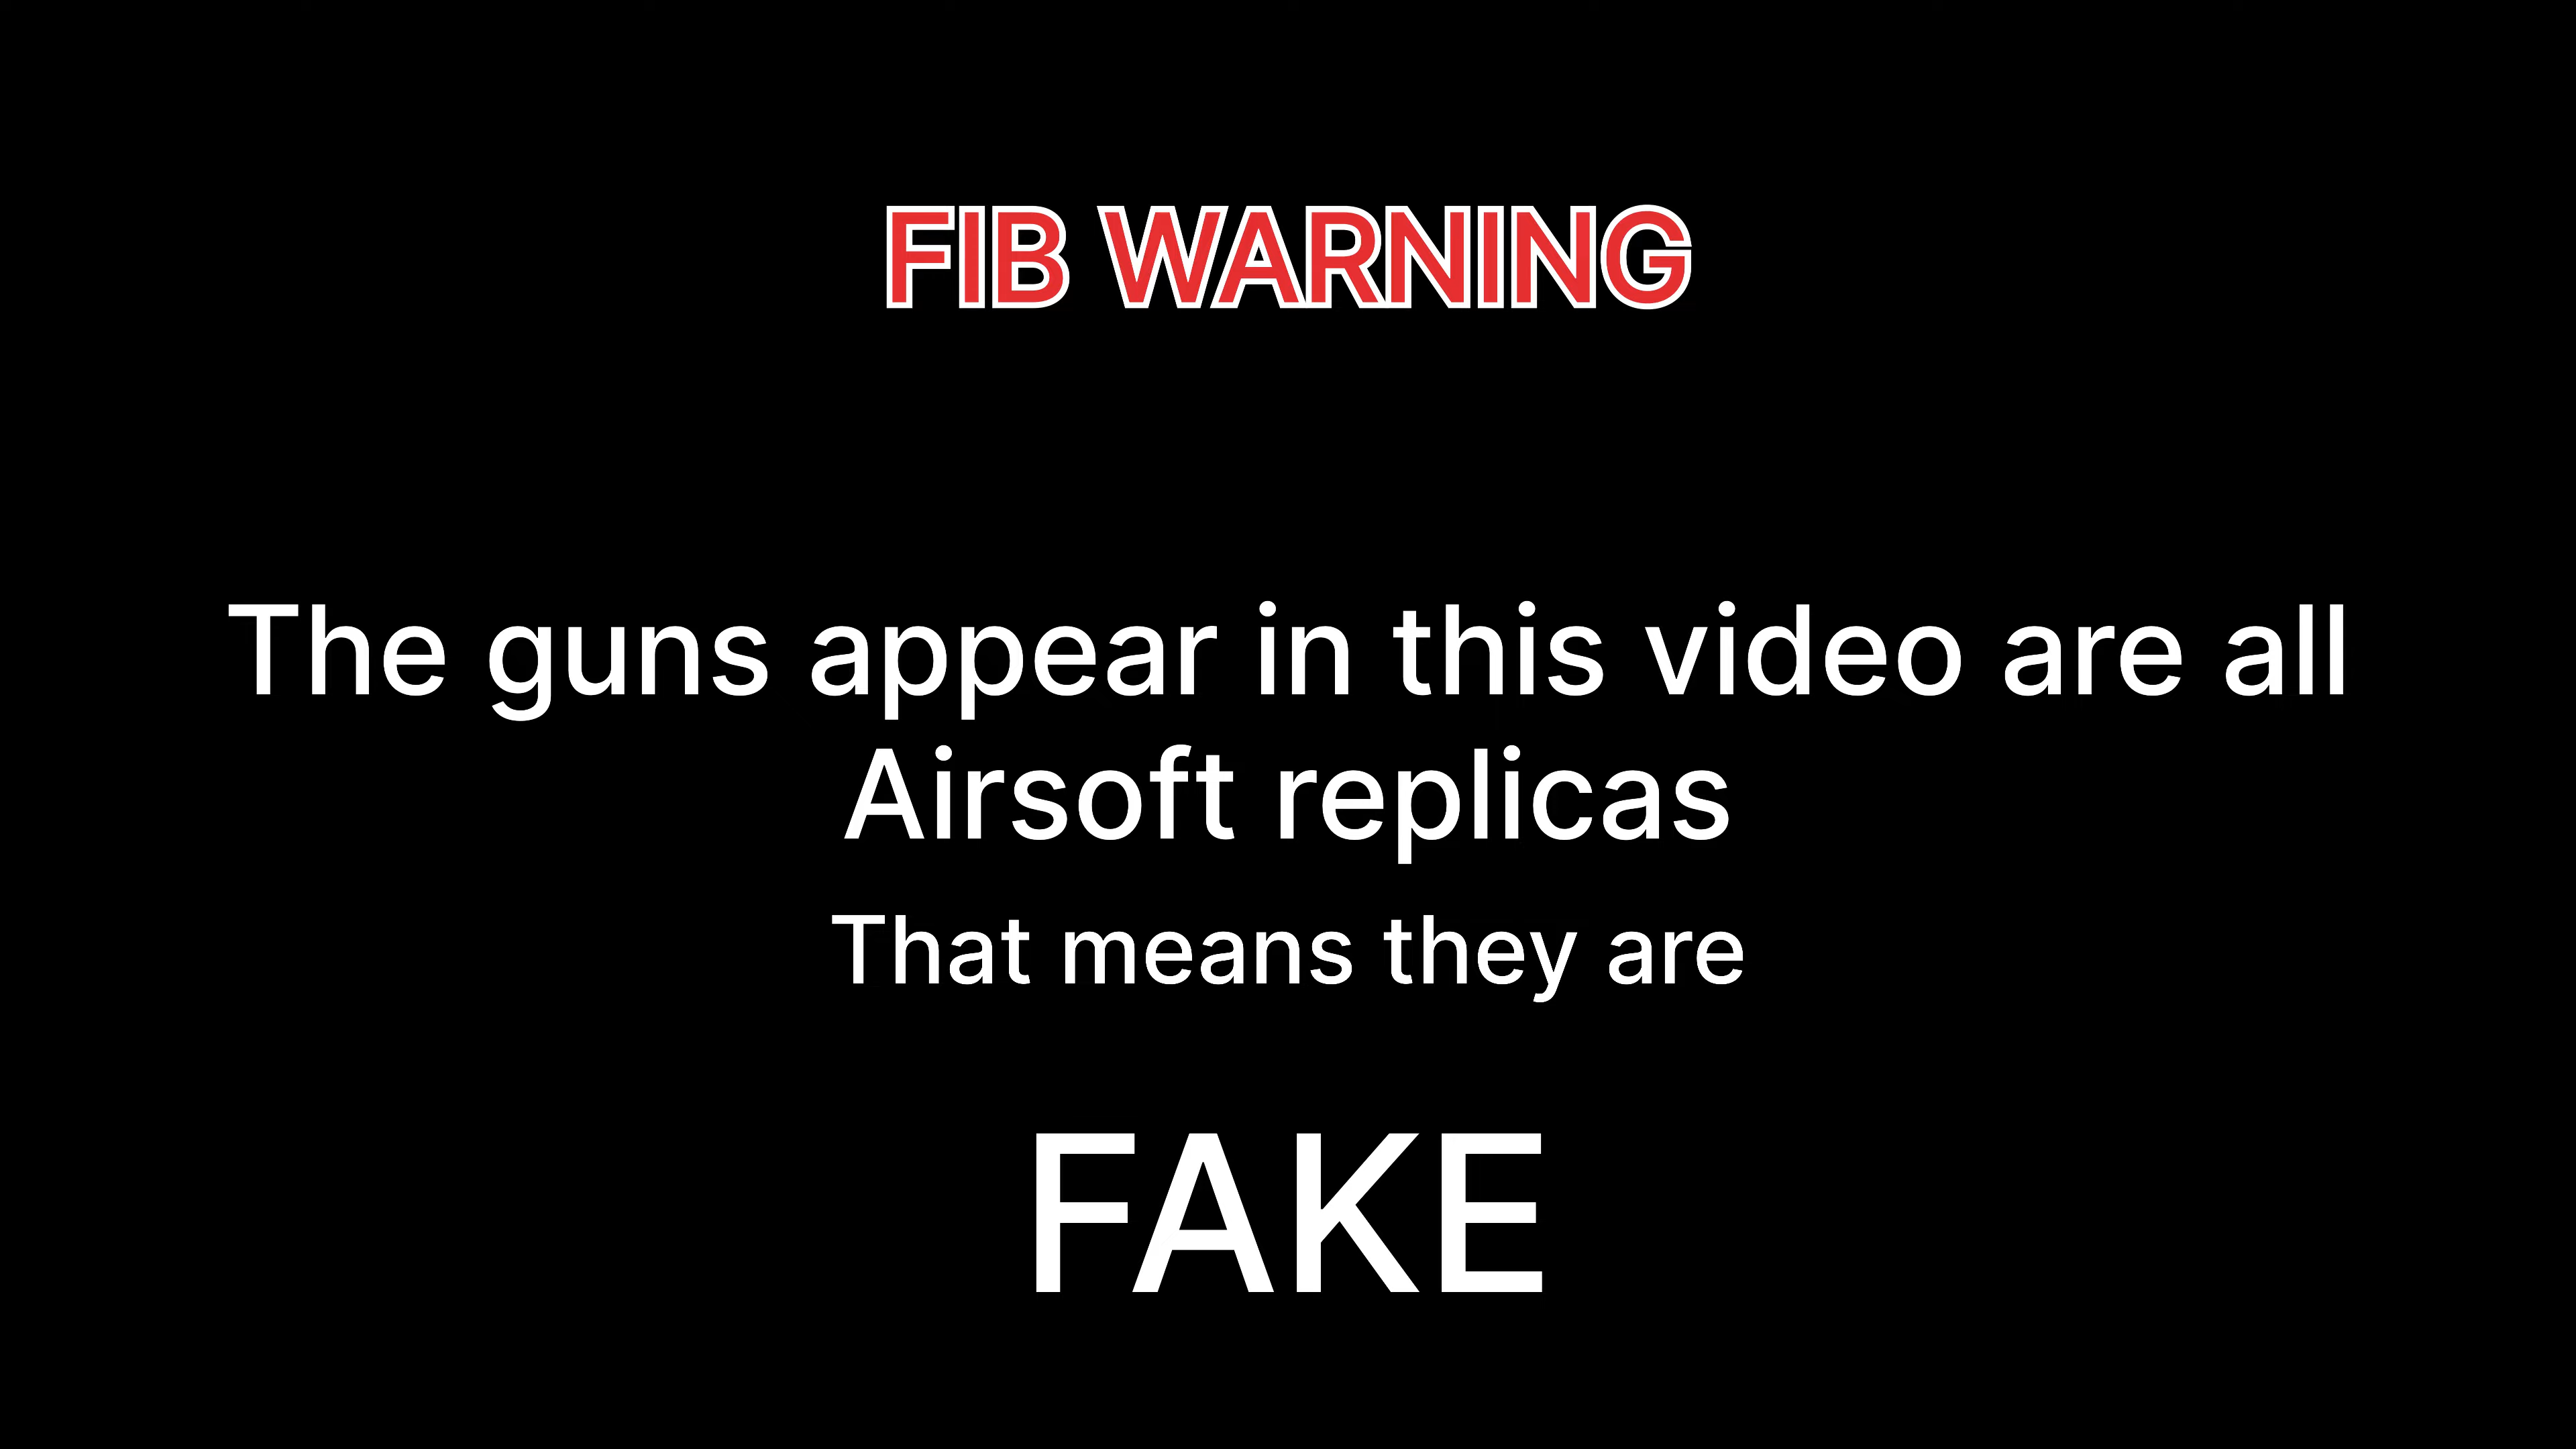 FIB WARNING
The guns appear in this video are all
Airsoft replicas
That means they are
FAKE